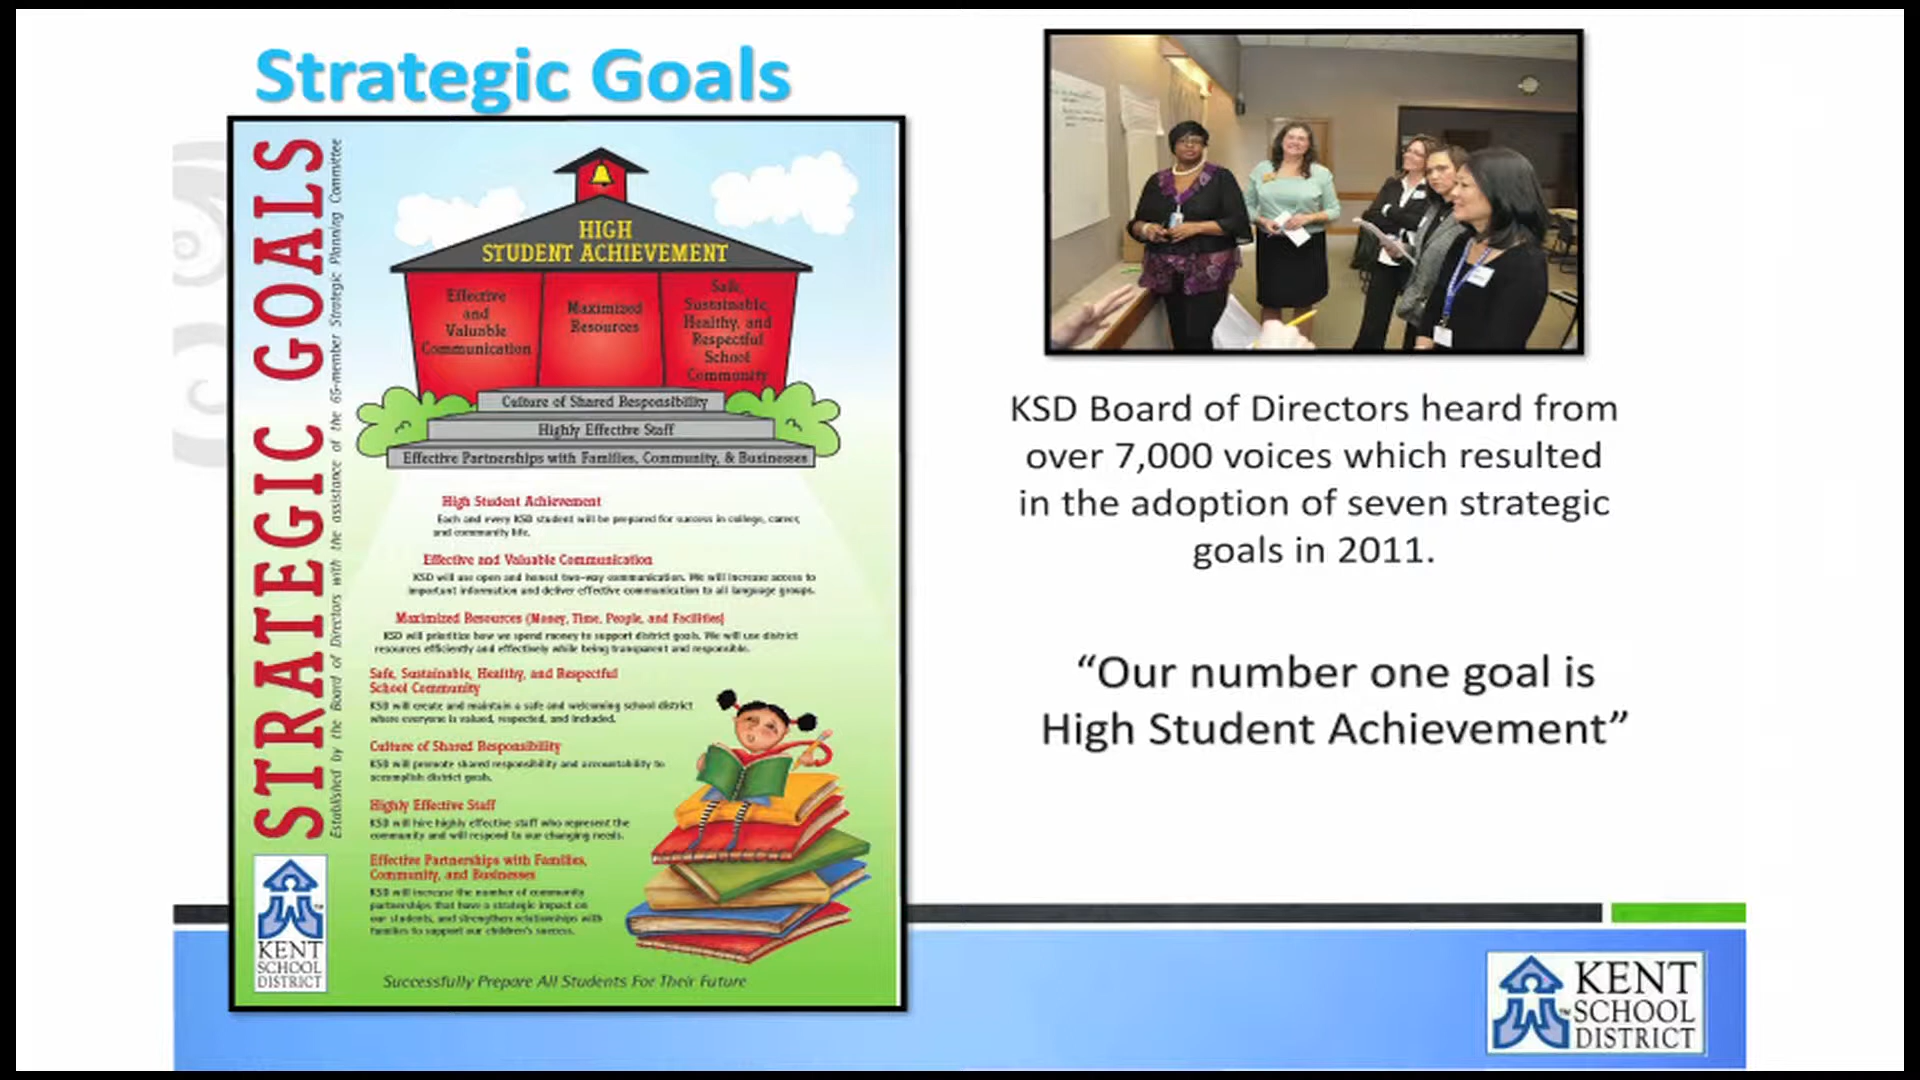 Strategic Goals
STRATEGIC GOALS
Established by the Board of Directors with the assistance of the 65-member Strategic Planning Committee
HIGH
STUDENT ACHIEVEMENT
Effective
and
Valuable
Communication
Maximized
Resources
Safe,
Sustainable,
Healthy, and
Respectful
School
Community
Culture of Shared Responsibility
Highly Effective Staff
Effective Partnerships with Families, Community, & Businesses
High Student Achievement
Each and every KSD student will be prepared for success in college, career,
and community life.
Effective and Valuable Communication
KSD will use open and honest two-way communication. We will increase access to
important information and deliver effective communication to all language groups.
Maximized Resources (Money, Time, People, and Facilities)
KSD will prioritize how we spend money to support district goals. We will use district
resources efficiently and effectively while being transparent and responsible.
Safe, Sustainable, Healthy, and Respectful
School Community
KSD will create and maintain a safe and welcoming school district
where everyone is valued, respected, and included.
Culture of Shared Responsibility
KSD will promote shared responsibility and accountability to
accomplish district goals.
Highly Effective Staff
KSD will hire highly effective staff who represent the
community and will respond to our changing needs.
Effective Partnerships with Families,
Community, and Businesses
KSD will increase the number of community
partnerships that have a strategic impact on
our students, and strengthen relationships with
families to support our children's success.
Successfully Prepare All Students For Their Future
KENT
SCHOOL
DISTRICT
KSD Board of Directors heard from
over 7,000 voices which resulted
in the adoption of seven strategic
goals in 2011.
“Our number one goal is
High Student Achievement”
KENT
SCHOOL
DISTRICT